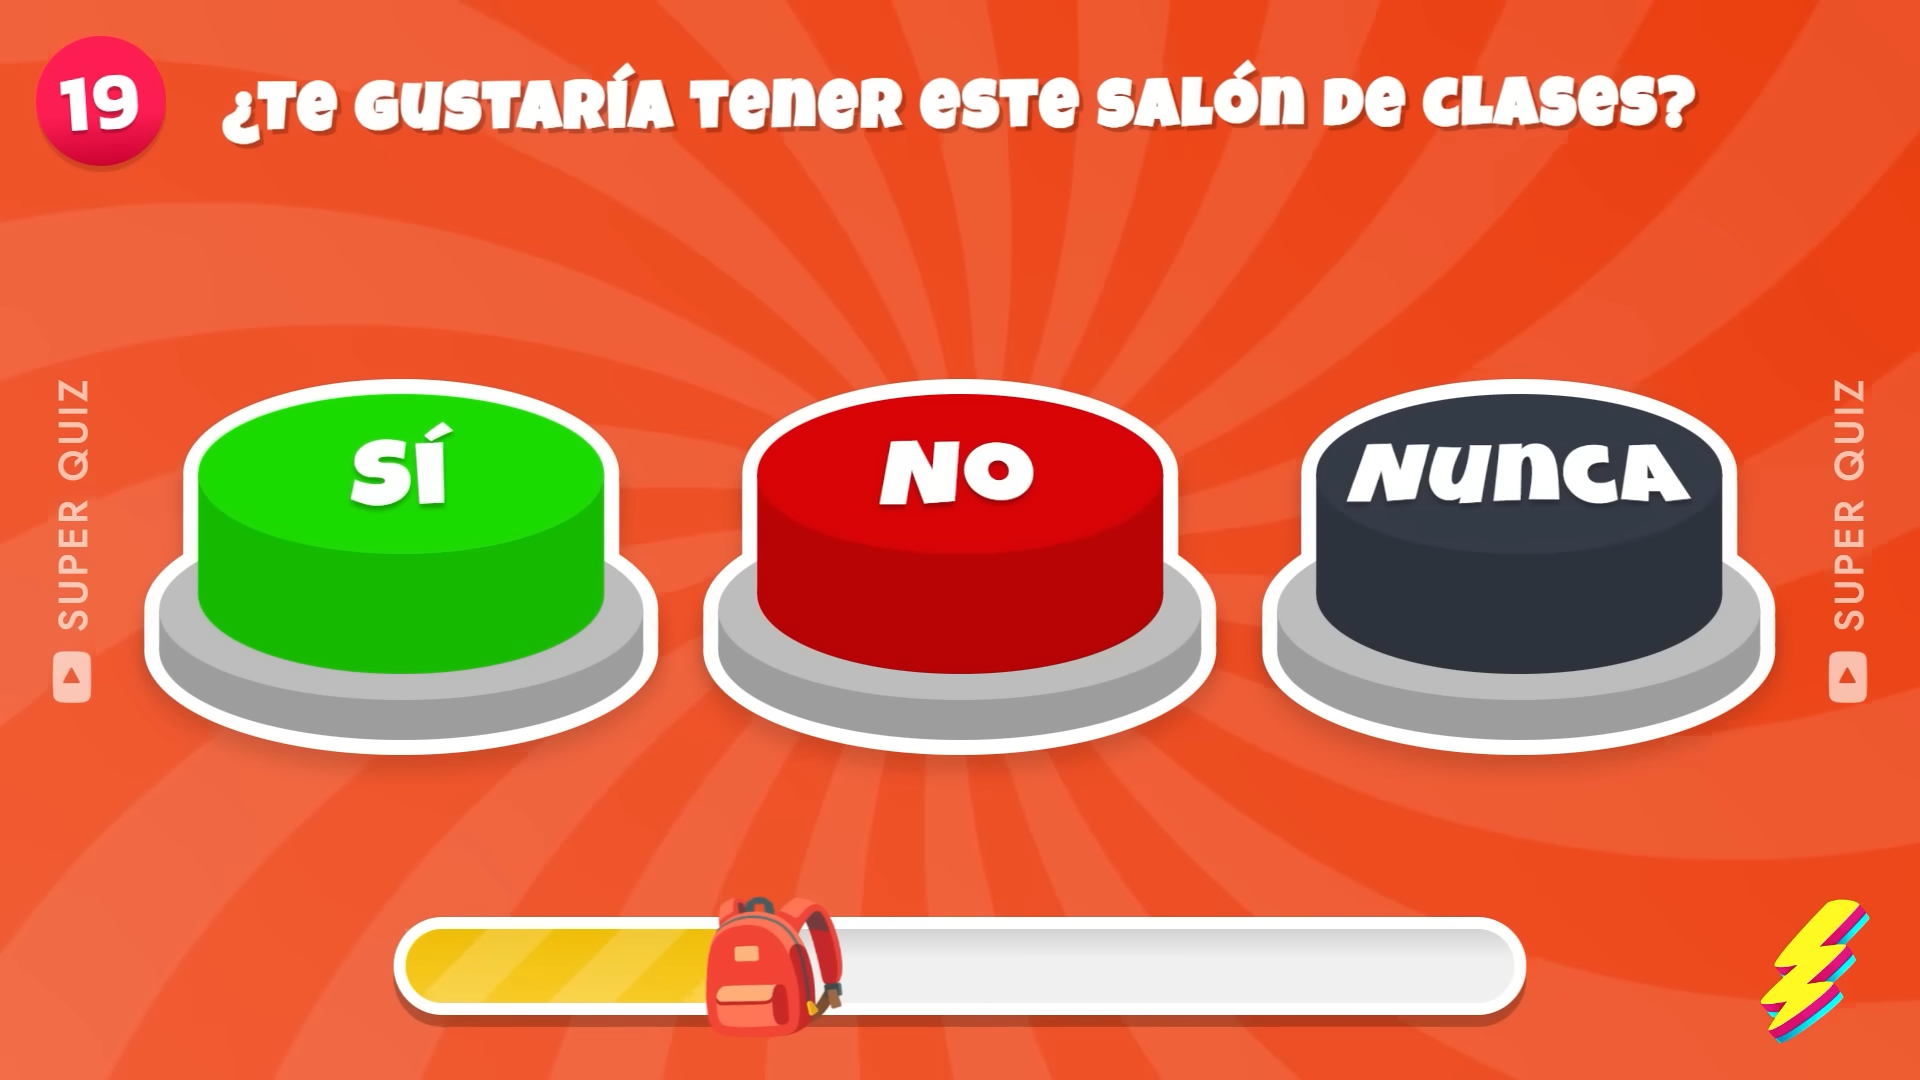 19
¿Te GUSTARÍA TENER ESTE SALÓN DE CLASES?
SÍ
NO
NUNCA
SUPER QUIZ
SUPER QUIZ